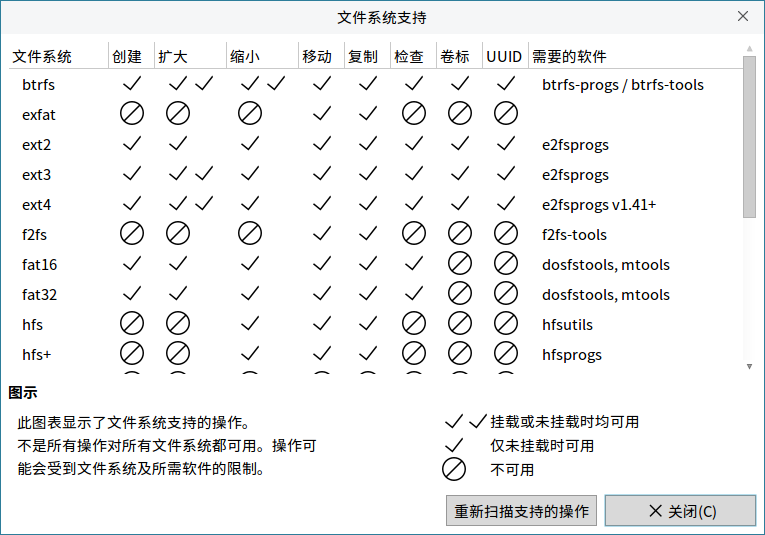 文件系统支持
文件系统 创建 扩大 缩小 移动 复制 检查 卷标 UUID 需要的软件
btrfs btrfs-progs / btrfs-tools
exfat
ext2 e2fsprogs
ext3 e2fsprogs
ext4 e2fsprogs v1.41+
f2fs f2fs-tools
fat16 dosfstools, mtools
fat32 dosfstools, mtools
hfs hfsutils
hfs+ hfsprogs
图示
此图表显示了文件系统支持的操作。
不是所有操作对所有文件系统都可用。操作可
能会受到文件系统及所需软件的限制。
挂载或未挂载时均可用
仅未挂载时可用
不可用
重新扫描支持的操作 关闭(C)